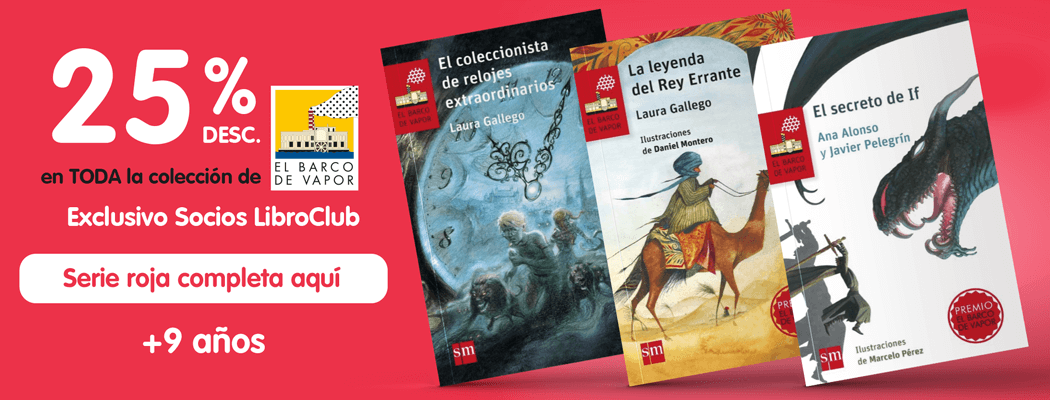 25%
DESC.
en TODA la colección de
EL BARCO
DE VAPOR
Exclusivo Socios LibroClub
Serie roja completa aquí
+9 años
El coleccionista
de relojes
extraordinarios
Laura Gallego
EL BARCO
DE VAPOR
sm
La leyenda
del Rey Errante
Laura Gallego
Ilustraciones
de Daniel Montero
EL BARCO
DE VAPOR
sm
PREMIO
El secreto de If
Ana Alonso
y Javier Pelegrín
EL BARCO
DE VAPOR
PREMIO
EL BARCO
DE VAPOR
sm
Ilustraciones
de Marcelo Pérez